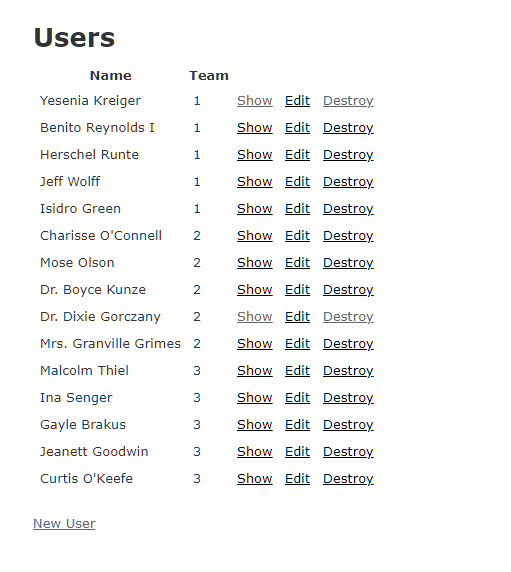 Users
Name Team
Yesenia Kreiger 1 Show Edit Destroy
Benito Reynolds I 1 Show Edit Destroy
Herschel Runte 1 Show Edit Destroy
Jeff Wolff 1 Show Edit Destroy
Isidro Green 1 Show Edit Destroy
Charisse O'Connell 2 Show Edit Destroy
Mose Olson 2 Show Edit Destroy
Dr. Boyce Kunze 2 Show Edit Destroy
Dr. Dixie Gorczany 2 Show Edit Destroy
Mrs. Granville Grimes 2 Show Edit Destroy
Malcolm Thiel 3 Show Edit Destroy
Ina Senger 3 Show Edit Destroy
Gayle Brakus 3 Show Edit Destroy
Jeanett Goodwin 3 Show Edit Destroy
Curtis O'Keefe 3 Show Edit Destroy
New User